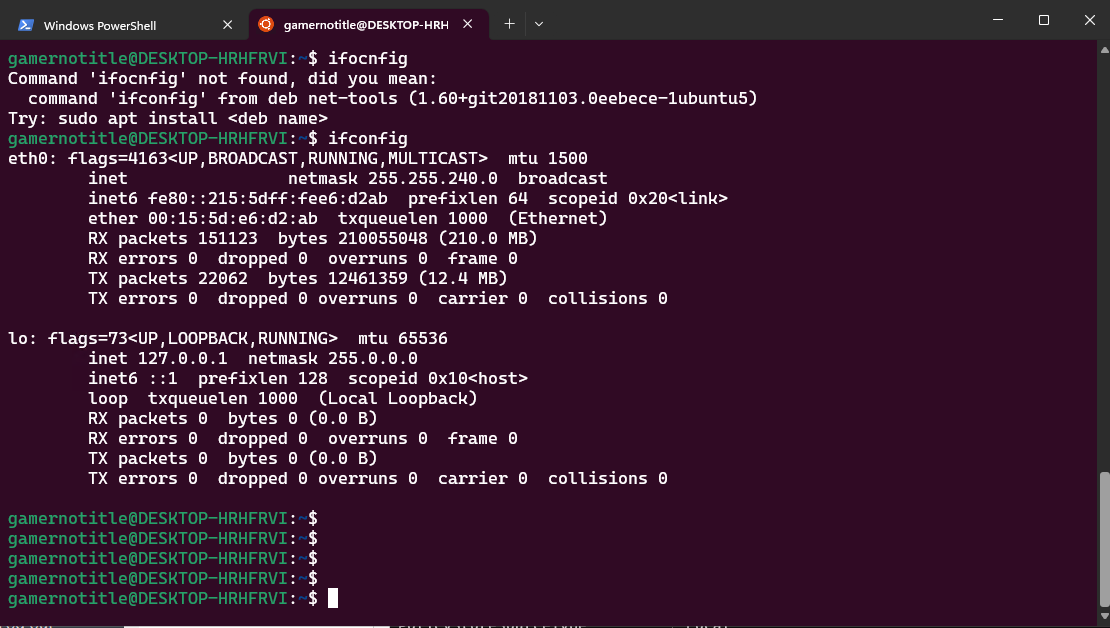 Windows PowerShell
gamernotitle@DESKTOP-HRH
gamernotitle@DESKTOP-HRHFRVI:~$ ifocnfig
Command 'ifocnfig' not found, did you mean:
  command 'ifconfig' from deb net-tools (1.60+git20181103.0eebece-1ubuntu5)
Try: sudo apt install <deb name>
gamernotitle@DESKTOP-HRHFRVI:~$ ifconfig
eth0: flags=4163<UP,BROADCAST,RUNNING,MULTICAST>  mtu 1500
        inet                netmask 255.255.240.0  broadcast
        inet6 fe80::215:5dff:fee6:d2ab  prefixlen 64  scopeid 0x20<link>
        ether 00:15:5d:e6:d2:ab  txqueuelen 1000  (Ethernet)
        RX packets 151123  bytes 210055048 (210.0 MB)
        RX errors 0  dropped 0  overruns 0  frame 0
        TX packets 22062  bytes 12461359 (12.4 MB)
        TX errors 0  dropped 0 overruns 0  carrier 0  collisions 0

lo: flags=73<UP,LOOPBACK,RUNNING>  mtu 65536
        inet 127.0.0.1  netmask 255.0.0.0
        inet6 ::1  prefixlen 128  scopeid 0x10<host>
        loop  txqueuelen 1000  (Local Loopback)
        RX packets 0  bytes 0 (0.0 B)
        RX errors 0  dropped 0  overruns 0  frame 0
        TX packets 0  bytes 0 (0.0 B)
        TX errors 0  dropped 0 overruns 0  carrier 0  collisions 0

gamernotitle@DESKTOP-HRHFRVI:~$
gamernotitle@DESKTOP-HRHFRVI:~$
gamernotitle@DESKTOP-HRHFRVI:~$
gamernotitle@DESKTOP-HRHFRVI:~$
gamernotitle@DESKTOP-HRHFRVI:~$